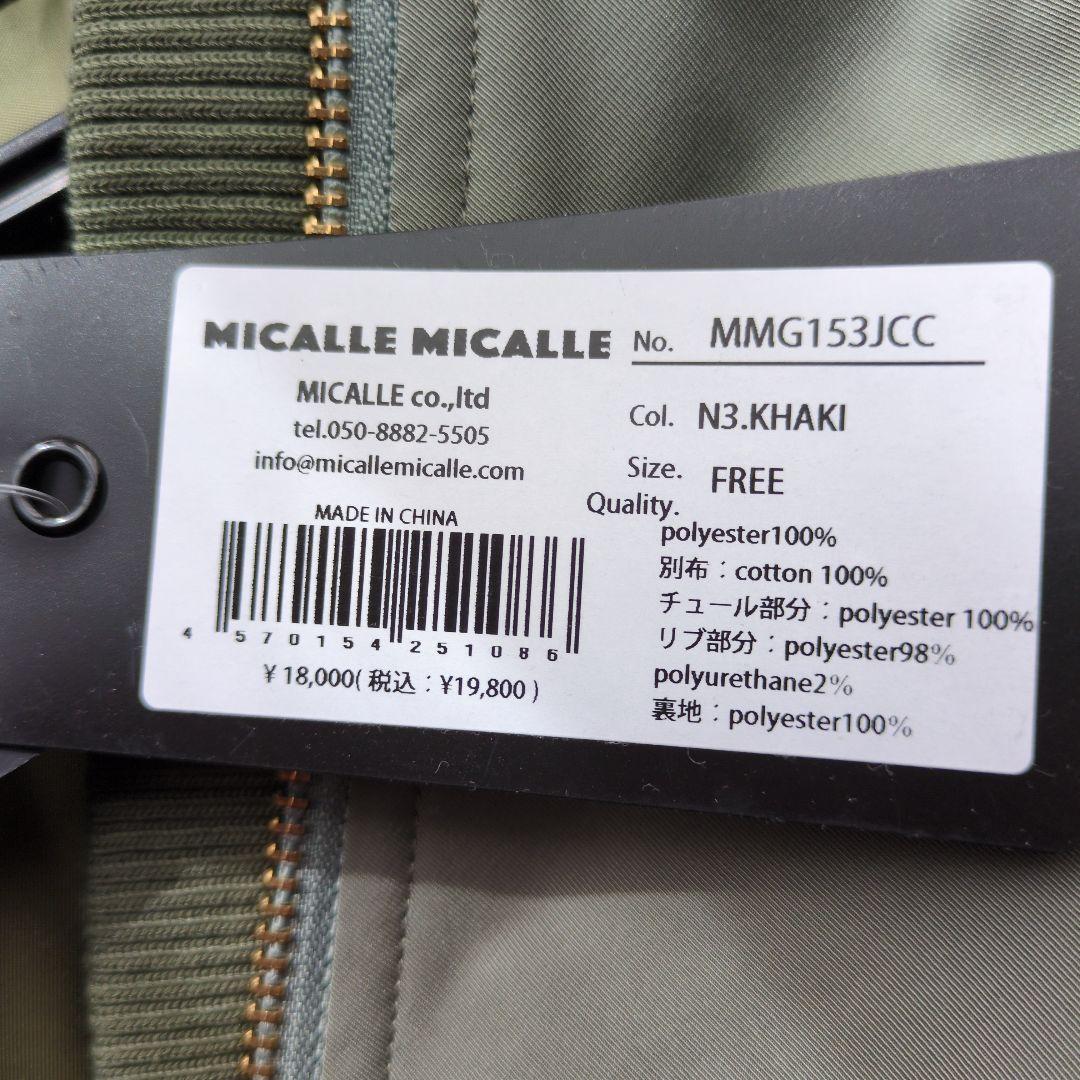 MICALLE MICALLE
MICALLE co.,ltd
tel.050-8882-5505
info@micallemicalle.com
MADE IN CHINA
4 570154 251086
¥18,000(税込:¥19,800)
No. MMG153JCC
Col. N3.KHAKI
Size. FREE
Quality.
polyester100%
別布:cotton 100%
チュール部分:polyester 100%
リブ部分:polyester98%
polyurethane2%
裏地:polyester100%